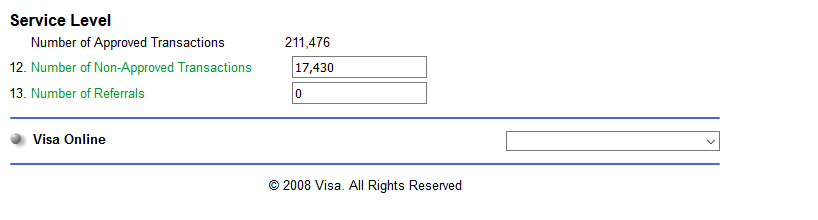 Service Level
Number of Approved Transactions 211,476
12. Number of Non-Approved Transactions 17,430
13. Number of Referrals 0
Visa Online
© 2008 Visa. All Rights Reserved